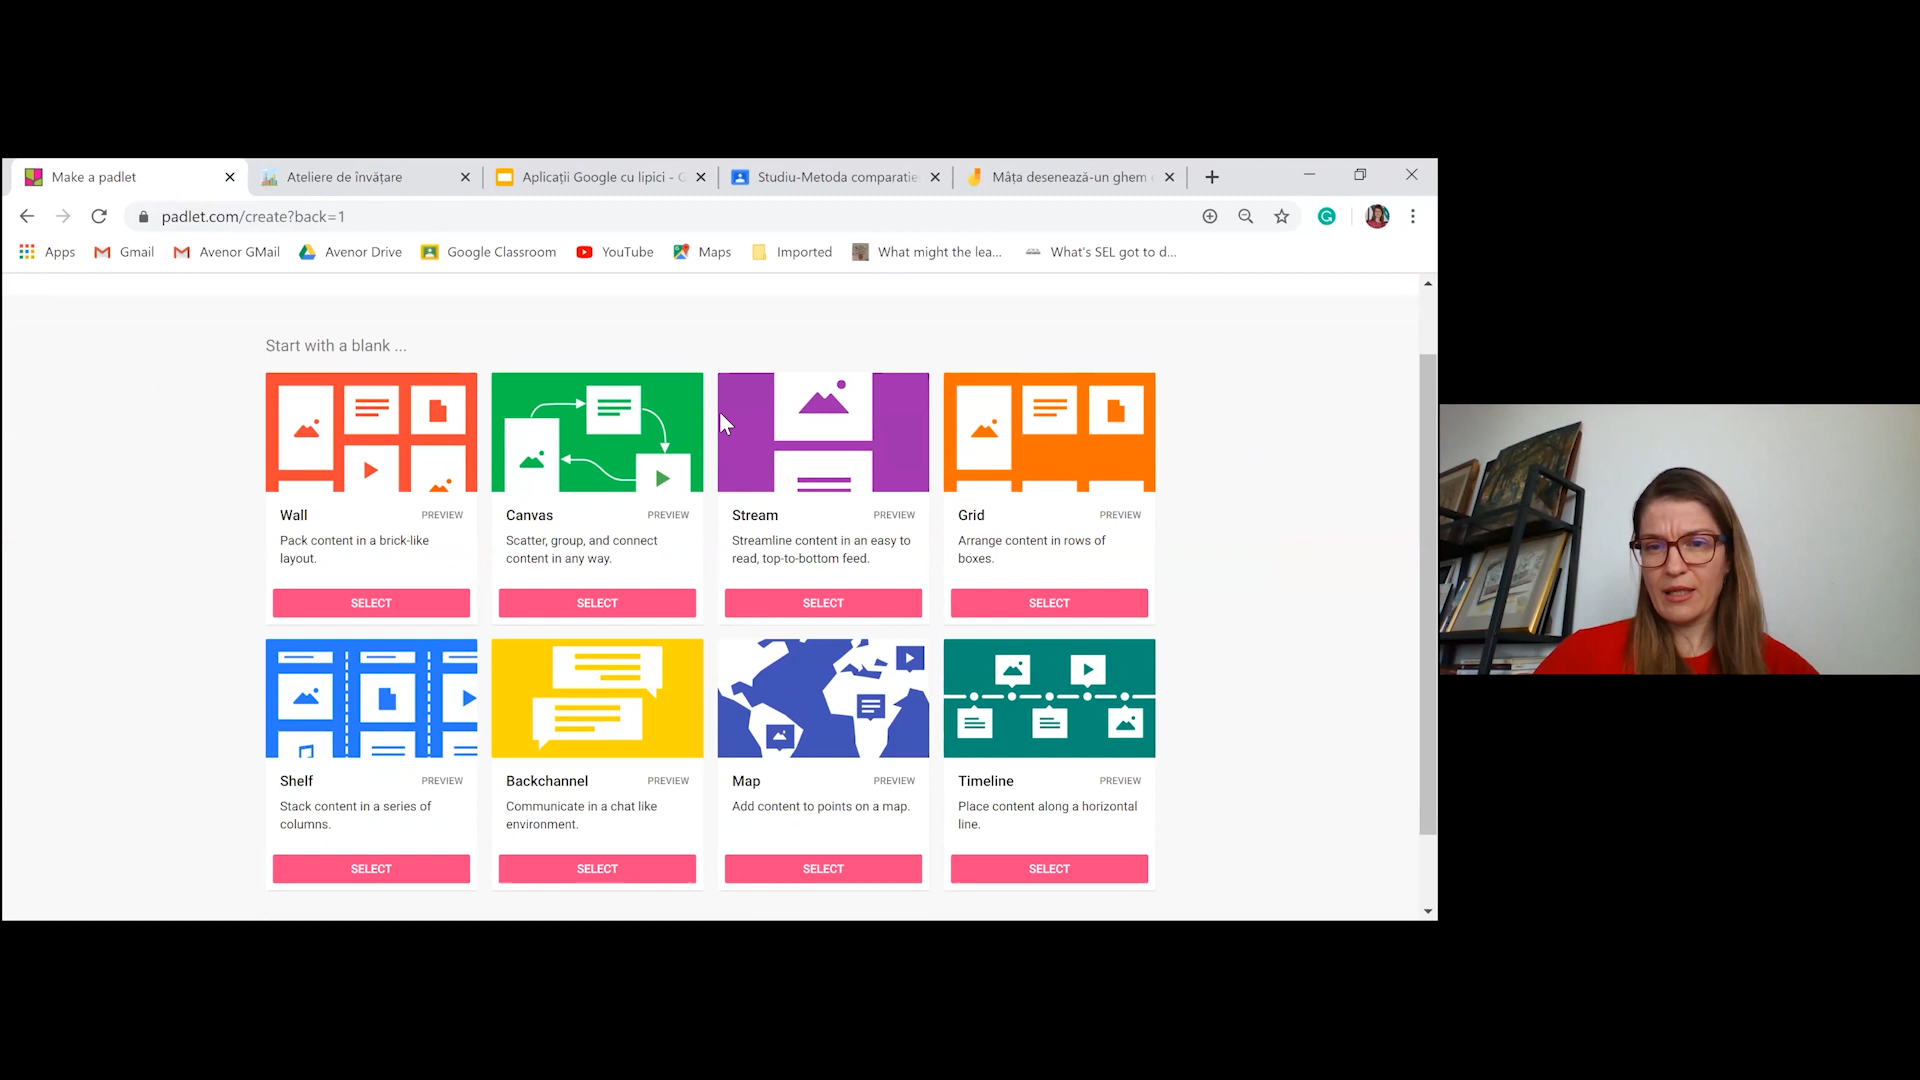 Make a padlet
Ateliere de învățare
Aplicații Google cu lipici - G
Studiu-Metoda comparatiei
Mâța desenează-un ghem
padlet.com/create?back=1
Apps
Gmail
Avenor GMail
Avenor Drive
Google Classroom
YouTube
Maps
Imported
What might the lea...
What's SEL got to d...
Start with a blank ...
Wall PREVIEW
Pack content in a brick-like
layout.
SELECT
Canvas PREVIEW
Scatter, group, and connect
content in any way.
SELECT
Stream PREVIEW
Streamline content in an easy to
read, top-to-bottom feed.
SELECT
Grid PREVIEW
Arrange content in rows of
boxes.
SELECT
Shelf PREVIEW
Stack content in a series of
columns.
SELECT
Backchannel PREVIEW
Communicate in a chat like
environment.
SELECT
Map PREVIEW
Add content to points on a map.
SELECT
Timeline PREVIEW
Place content along a horizontal
line.
SELECT